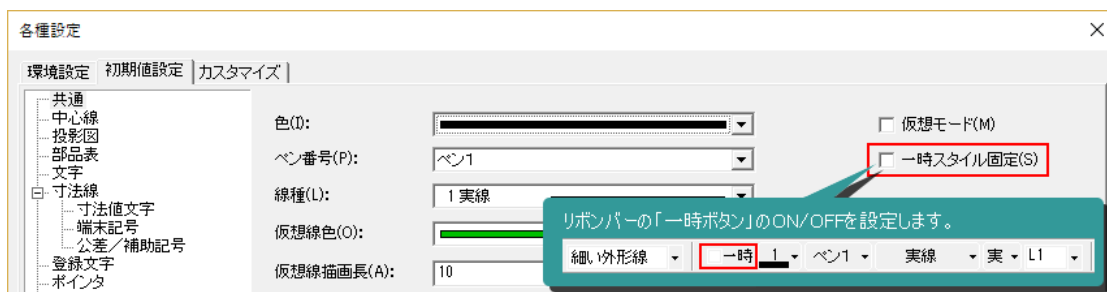 各種設定
環境設定 初期値設定 カスタマイズ
共通
中心線
投影図
部品表
文字
寸法線
寸法値文字
端末記号
公差／補助記号
登録文字
ポインタ
色(I):
ペン番号(P):
ペン1
線種(L):
1 実線
仮想線色(O):
仮想線描画長(A):
10
仮想モード(M)
一時スタイル固定(S)
リボンバーの「一時ボタン」のON/OFFを設定します。
細い外形線 一時 1 ペン1 実線 実 L1